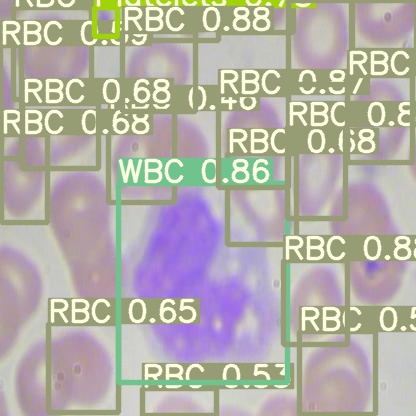 RBC
Platelets 0.75
RBC 0.88
RBC 0.59
RBC
RBC 0.87
RBC 0.68
0.46
RBC 0.8
RBC 0.68
RBC 0.68
WBC 0.86
RBC 0.88
RBC 0.65
RBC 0.5
RBC 0.53